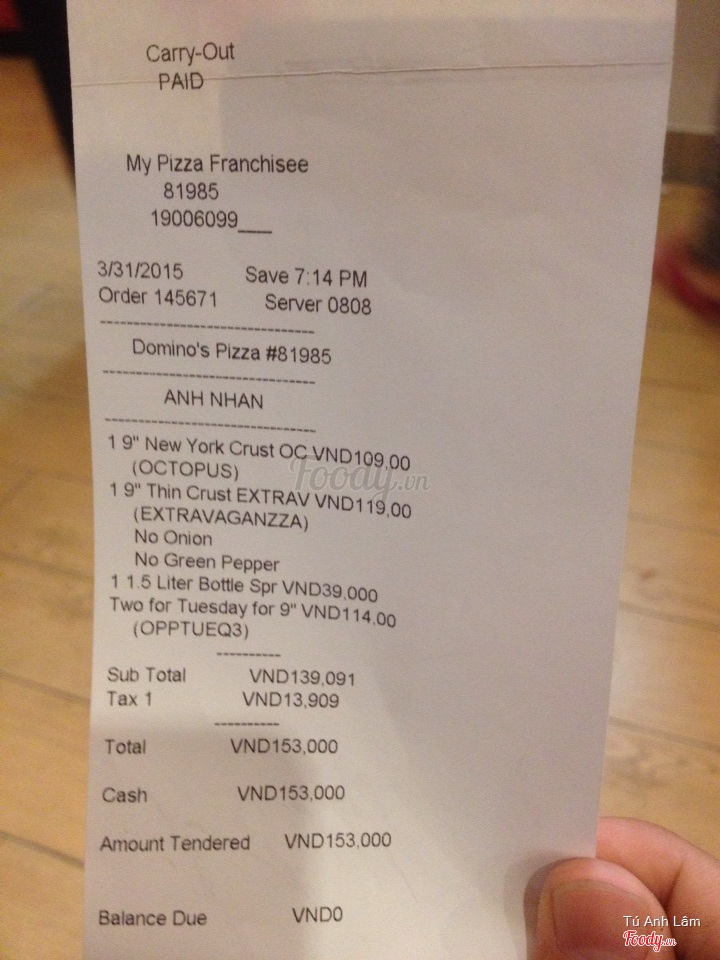 Carry-Out
PAID
My Pizza Franchisee
81985
19006099___
3/31/2015 Save 7:14 PM
Order 145671 Server 0808
--------------------------------
Domino's Pizza #81985
--------------------------------
ANH NHAN
--------------------------------
1 9" New York Crust OC VND109,00
(OCTOPUS)
1 9" Thin Crust EXTRAV VND119,00
(EXTRAVAGANZZA)
No Onion
No Green Pepper
1 1.5 Liter Bottle Spr VND39,000
Two for Tuesday for 9" VND114,00
(OPPTUEQ3)
----------
Sub Total VND139,091
Tax 1 VND13,909
----------
Total VND153,000
Cash VND153,000
Amount Tendered VND153,000
Balance Due VND0
Foody.vn
Tú Anh Lâm
Foody.vn